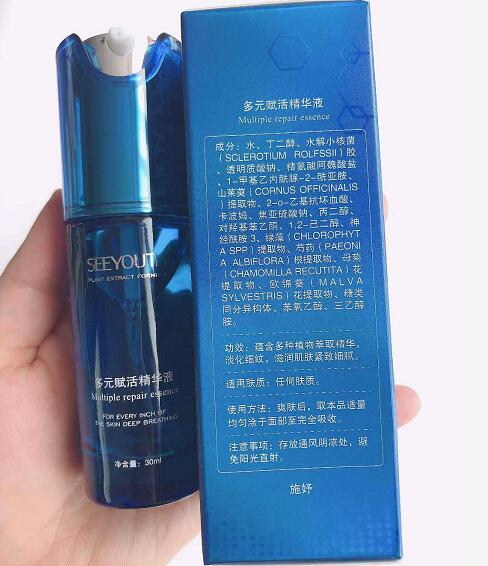 SEEYOUT
PLANT EXTRACT FORM
多元赋活精华液
Multiple repair essence
FOR EVERY INCH OF
THE SKIN DEEP BREATHING
净含量：30ml
多元赋活精华液
Multiple repair essence
成分：水、丁二醇、水解小核菌
(SCLEROTIUM ROLFSSII)胶
、透明质酸钠、精氨酸阿魏酸盐
、1-甲基乙内酰脲-2-酰亚胺、
山茱萸(CORNUS OFFICINALIS
)提取物、2-o-乙基抗坏血酸、
卡波姆、焦亚硫酸钠、丙二醇、
对羟基苯乙酮、1,2-己二醇、神
经酰胺 3、绿藻(CHLOROPHYT
A SPP)提取物、芍药(PAEONI
A ALBIFLORA)根提取物、母菊
(CHAMOMILLA RECUTITA)花
提取物、欧锦葵(MALVA
SYLVESTRIS)花提取物、糖类
同分异构体、苯氧乙醇、三乙醇
胺。
功效：蕴含多种植物萃取精华，
淡化细纹，滋润肌肤紧致细腻。
适用肤质：任何肤质。
使用方法：爽肤后，取本品适量
均匀涂于面部至完全吸收。
注意事项：存放通风阴凉处，避
免阳光直射。
施妤